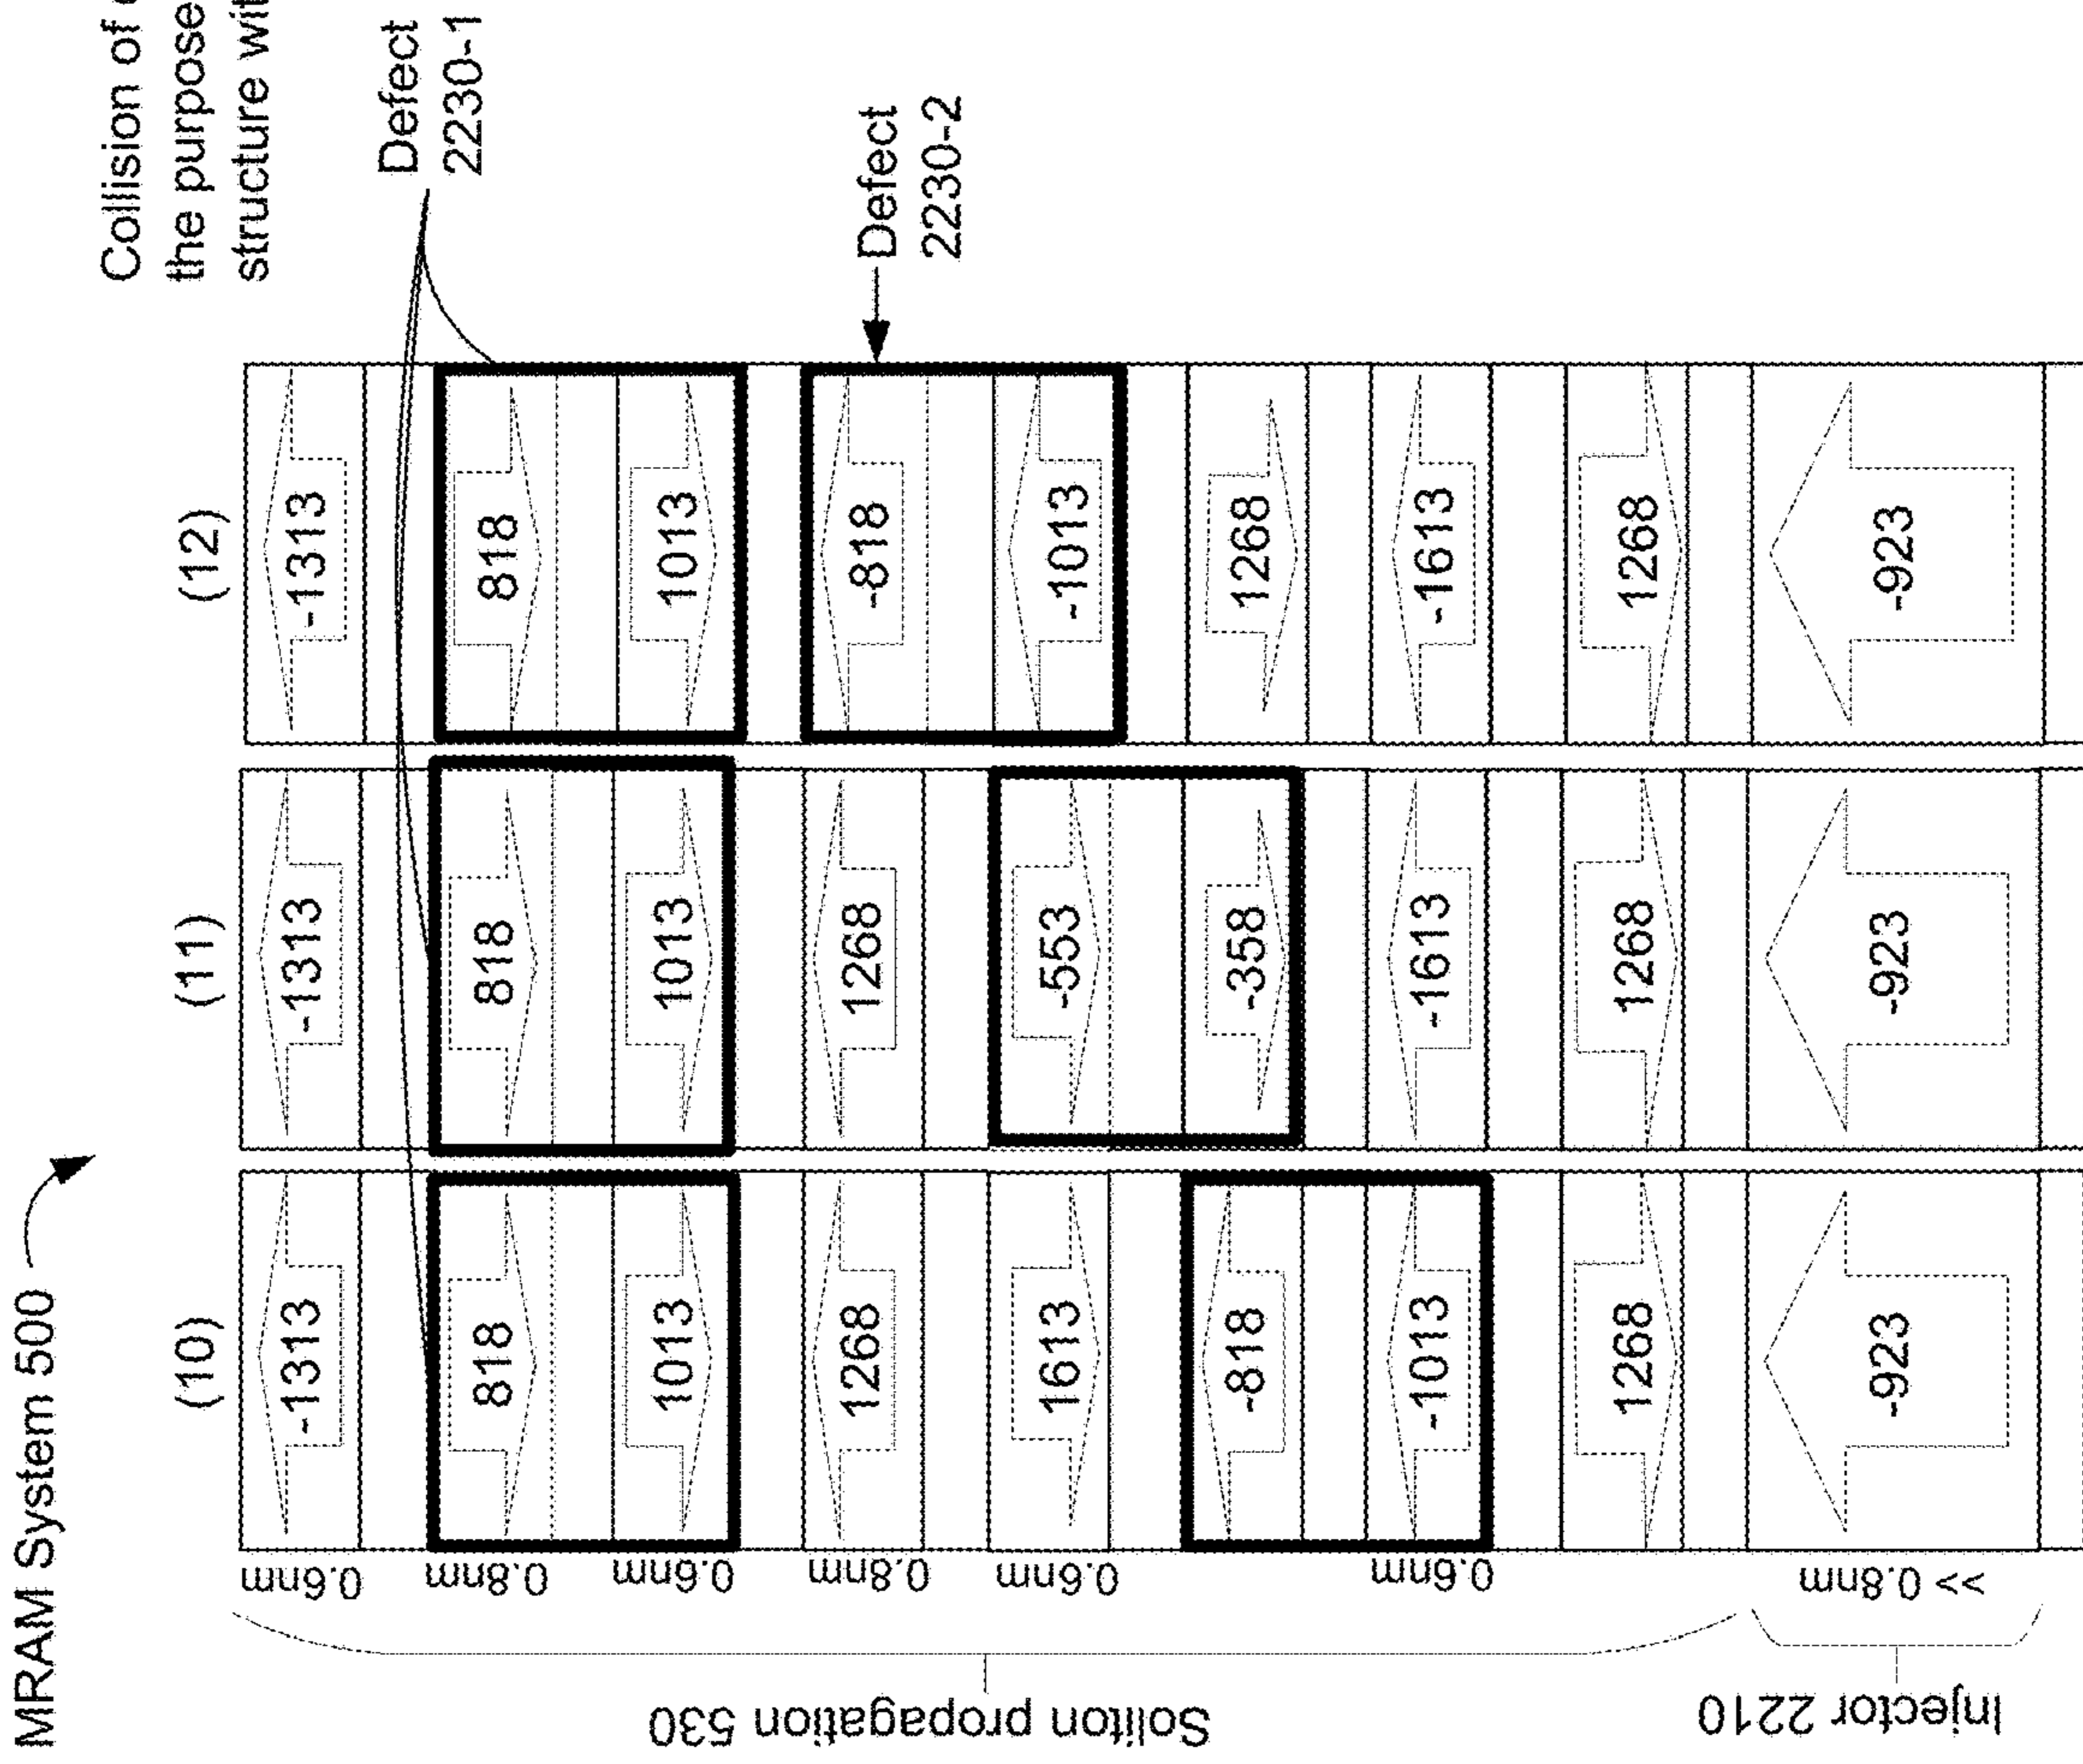 MRAM System 500
Collision of
the purpose
structure wit
Defect
2230-1
Defect
2230-2
(10)
-1313
818
1013
1268
1613
-818
-1013
1268
-923
(11)
-1313
818
1013
1268
-553
-358
-1613
1268
-923
(12)
-1313
818
1013
-818
-1013
1268
-1613
1268
-923
0.6nm
0.8nm
0.6nm
0.8nm
0.6nm
0.6nm
>> 0.8nm
Soliton propagation 530
Injector 2210